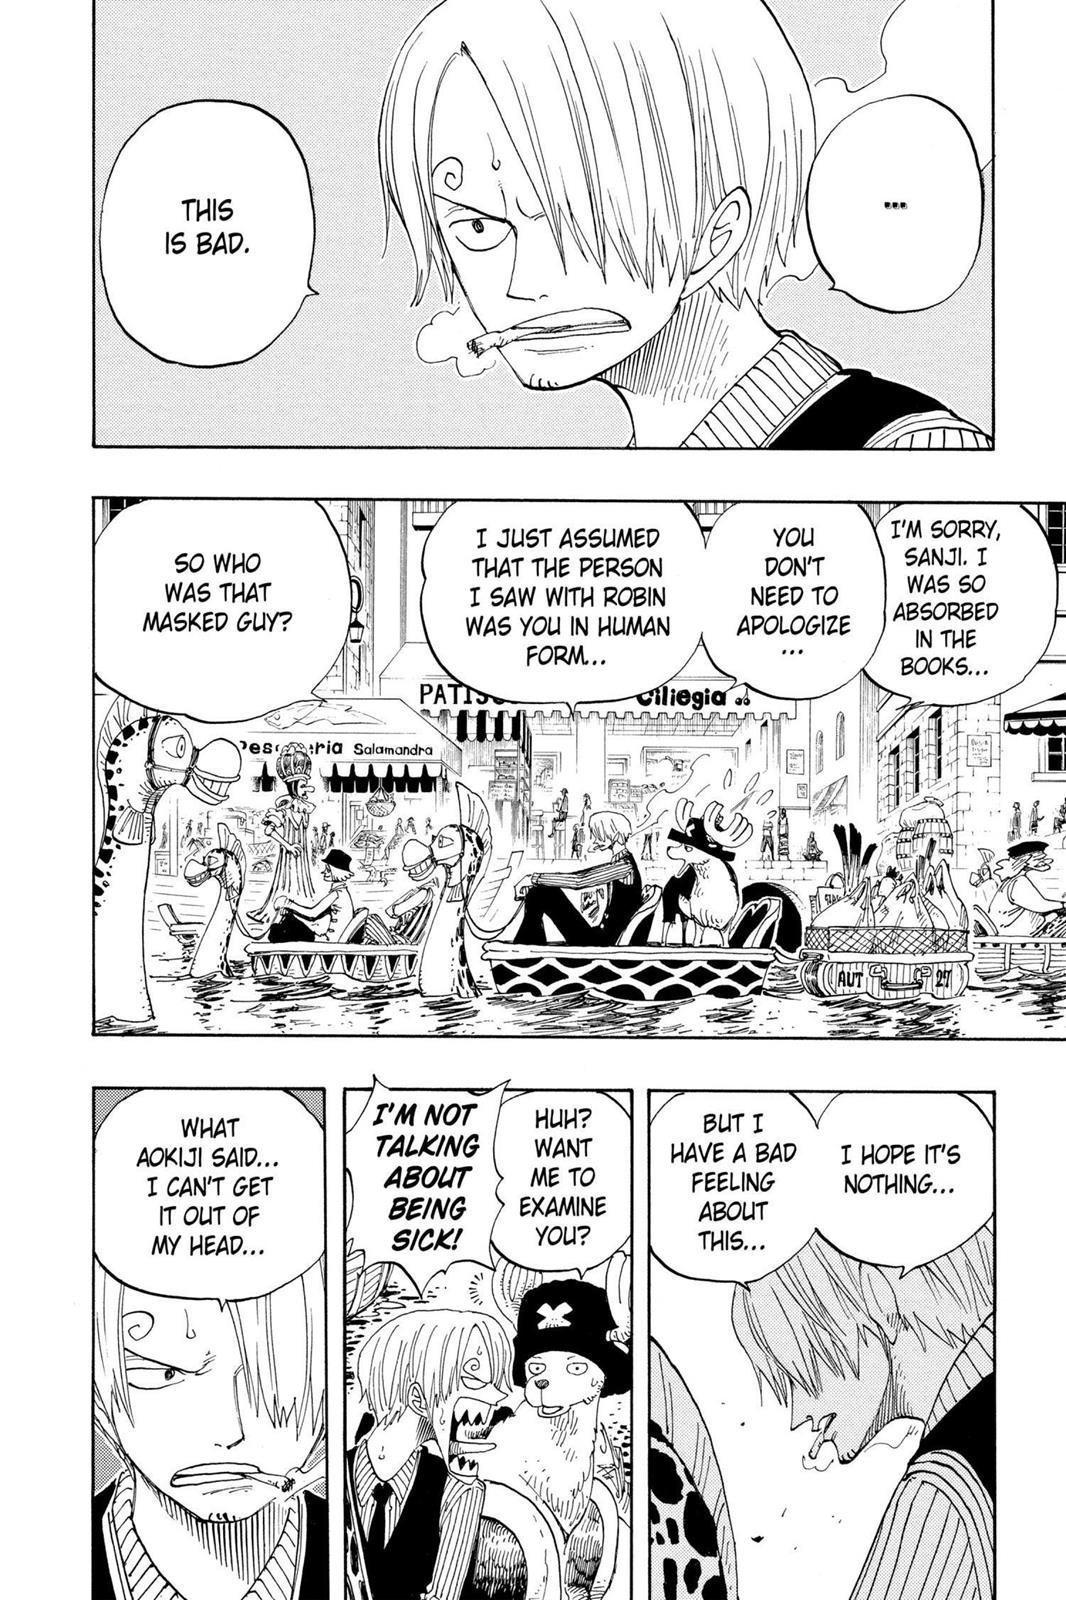 ...
THIS
IS BAD.
I'M SORRY,
SANJI. I
WAS SO
ABSORBED
IN THE
BOOKS...
YOU
DON'T
NEED TO
APOLOGIZE
...
I JUST ASSUMED
THAT THE PERSON
I SAW WITH ROBIN
WAS YOU IN HUMAN
FORM...
SO WHO
WAS THAT
MASKED GUY?
Ciliegia
Salamandra
AUT 27
I HOPE IT'S
NOTHING...
BUT I
HAVE A BAD
FEELING
ABOUT
THIS...
HUH?
WANT
ME TO
EXAMINE
YOU?
I'M NOT
TALKING
ABOUT
BEING
SICK!
WHAT
AOKIJI SAID...
I CAN'T GET
IT OUT OF
MY HEAD...